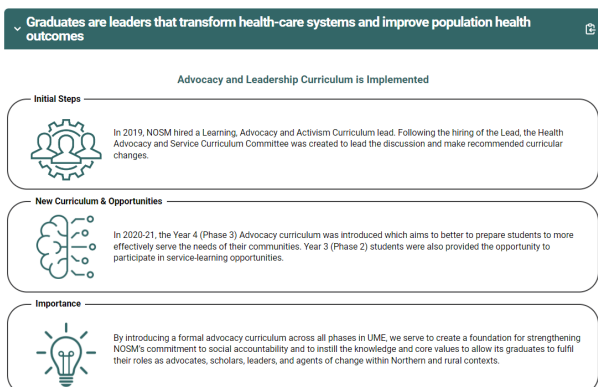 Graduates are leaders that transform health-care systems and improve population health
outcomes
Advocacy and Leadership Curriculum is Implemented
Initial Steps
In 2019, NOSM hired a Learning, Advocacy and Activism Curriculum lead. Following the hiring of the Lead, the Health
Advocacy and Service Curriculum Committee was created to lead the discussion and make recommended curricular
changes.
New Curriculum & Opportunities
In 2020-21, the Year 4 (Phase 3) Advocacy curriculum was introduced which aims to better to prepare students to more
effectively serve the needs of their communities. Year 3 (Phase 2) students were also provided the opportunity to
participate in service-learning opportunities.
Importance
By introducing a formal advocacy curriculum across all phases in UME, we serve to create a foundation for strengthening
NOSM's commitment to social accountability and to instill the knowledge and core values to allow its graduates to fulfil
their roles as advocates, scholars, leaders, and agents of change within Northern and rural contexts.